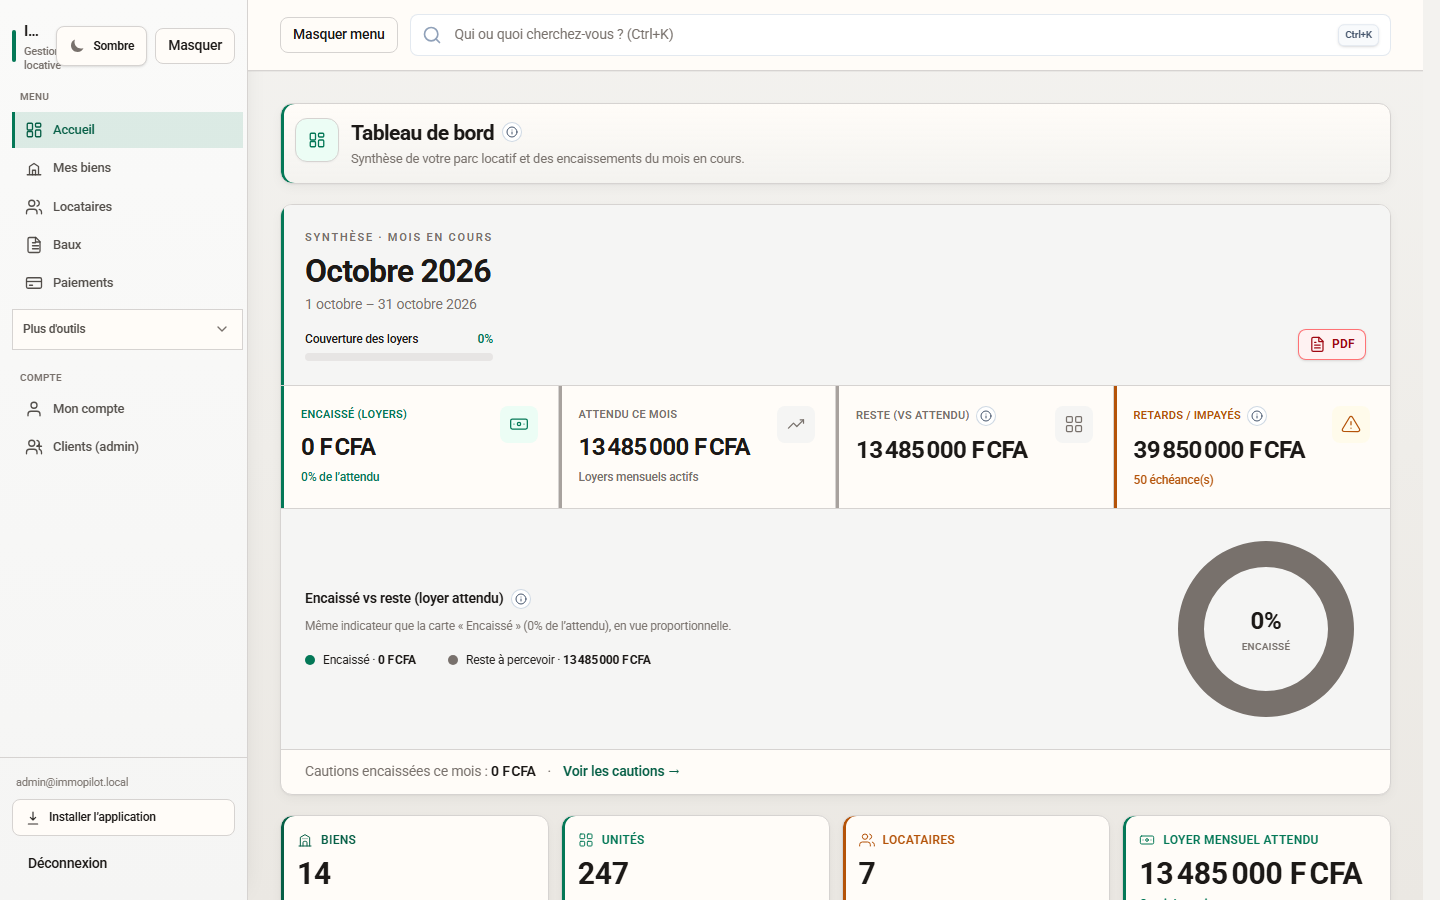 I...
Gestion
locative
Sombre
Masquer
MENU
Accueil
Mes biens
Locataires
Baux
Paiements
Plus d'outils
COMPTE
Mon compte
Clients (admin)
admin@immopilot.local
Installer l'application
Déconnexion
Masquer menu
Qui ou quoi cherchez-vous ? (Ctrl+K)
Ctrl+K
Tableau de bord
Synthèse de votre parc locatif et des encaissements du mois en cours.
SYNTHÈSE · MOIS EN COURS
Octobre 2026
1 octobre – 31 octobre 2026
Couverture des loyers 0%
PDF
ENCAISSÉ (LOYERS)
0 FCFA
0% de l'attendu
ATTENDU CE MOIS
13 485 000 FCFA
Loyers mensuels actifs
RESTE (VS ATTENDU)
13 485 000 FCFA
RETARDS / IMPAYÉS
39 850 000 FCFA
50 échéance(s)
Encaissé vs reste (loyer attendu)
Même indicateur que la carte « Encaissé » (0% de l'attendu), en vue proportionnelle.
Encaissé · 0 FCFA
Reste à percevoir · 13 485 000 FCFA
0%
ENCAISSÉ
Cautions encaissées ce mois : 0 FCFA · Voir les cautions →
BIENS
14
UNITÉS
247
LOCATAIRES
7
LOYER MENSUEL ATTENDU
13 485 000 FCFA